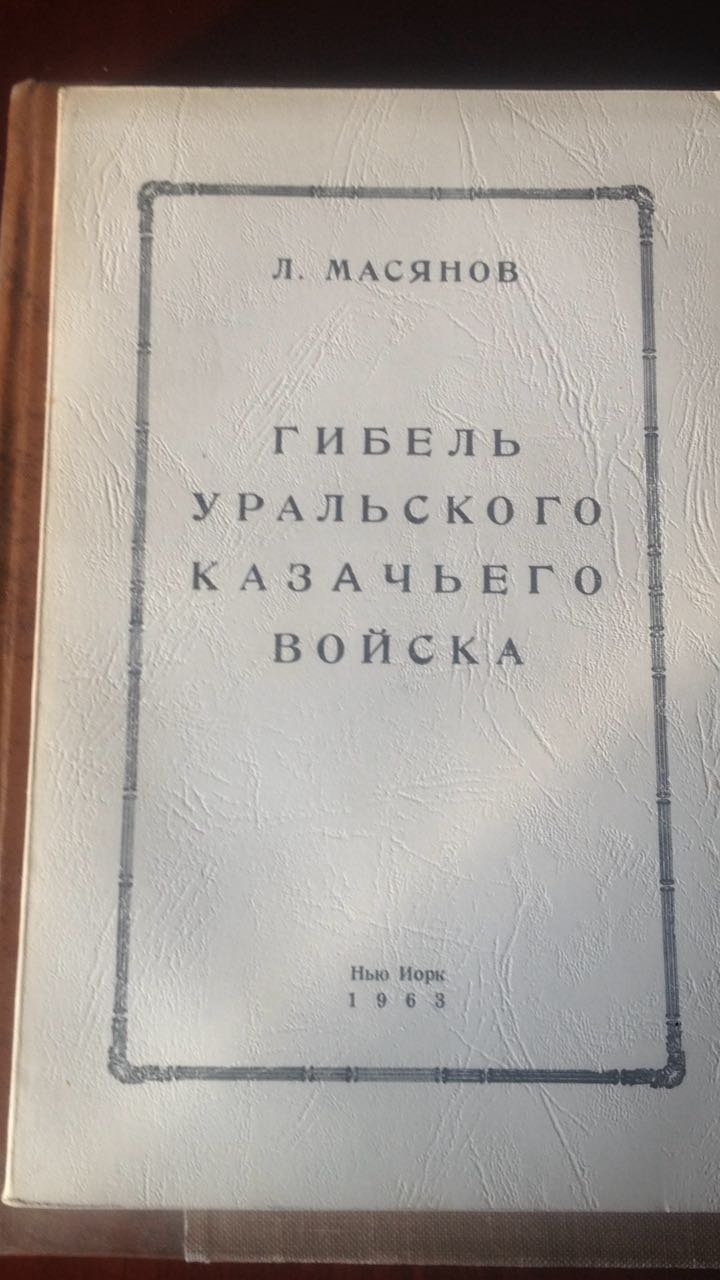 Л. МАСЯНОВ
ГИБЕЛЬ
УРАЛЬСКОГО
КАЗАЧЬЕГО
ВОЙСКА
Нью Иорк
1963